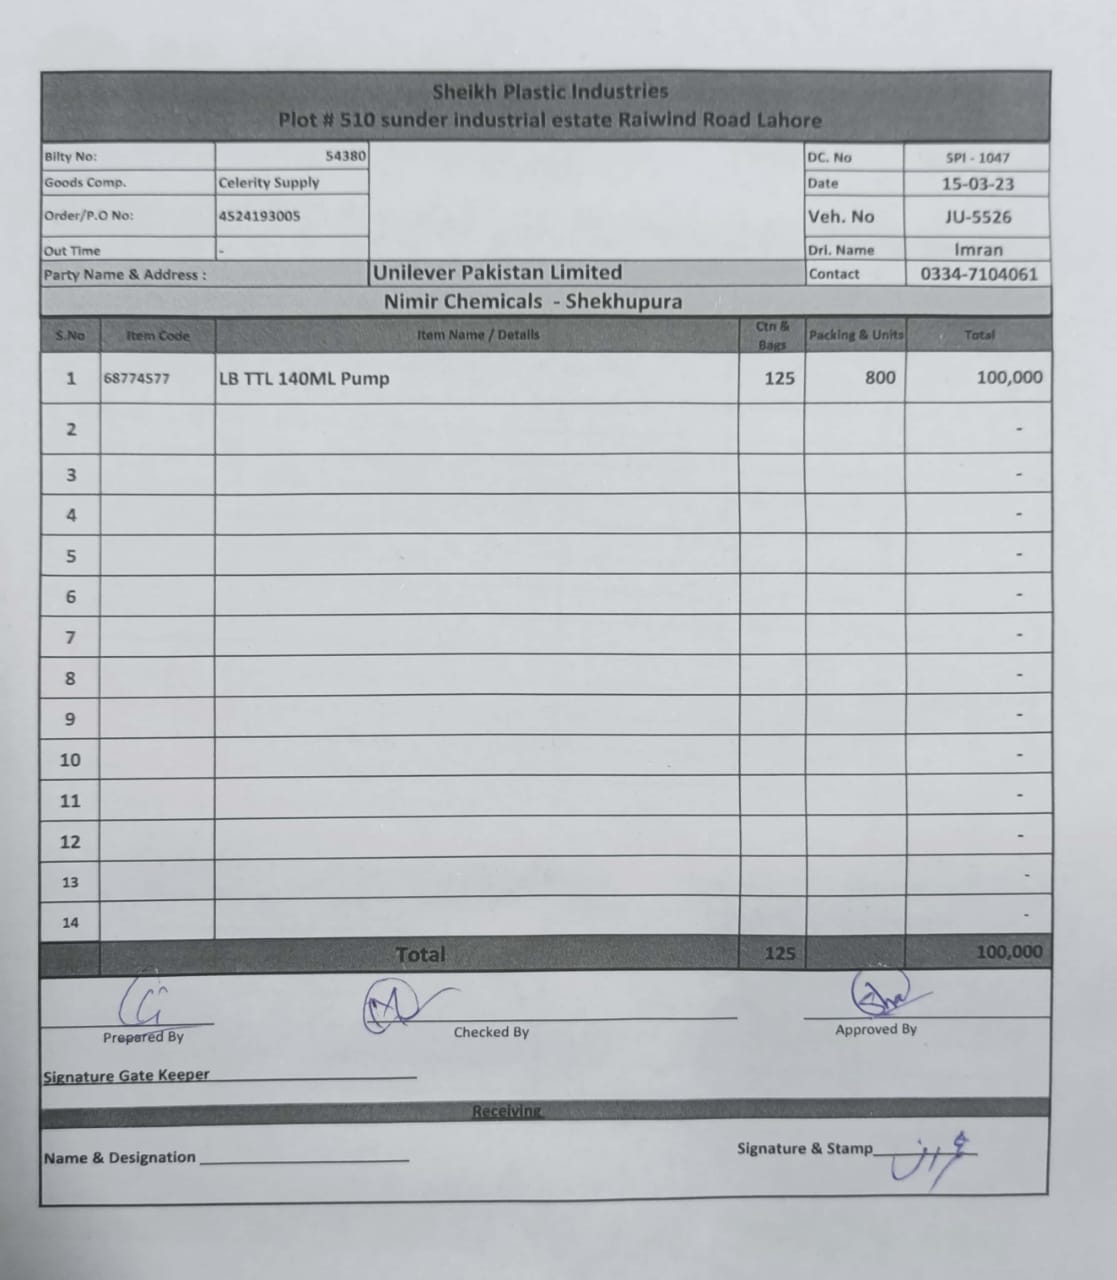 Sheikh Plastic Industries
Plot # 510 sunder industrial estate Raiwind Road Lahore
Bilty No: 54380 DC. No SPI - 1047
Goods Comp. Celerity Supply Date 15-03-23
Order/P.O No: 4524193005 Veh. No JU-5526
Out Time - Dri. Name Imran
Party Name & Address : Unilever Pakistan Limited Contact 0334-7104061
Nimir Chemicals - Shekhupura
S.No Item Code Item Name / Details Ctn & Bags Packing & Units Total
1 68774577 LB TTL 140ML Pump 125 800 100,000
2 -
3 -
4 -
5 -
6 -
7 -
8 -
9 -
10 -
11 -
12 -
13 -
14 -
Total 125 100,000
Prepared By Checked By Approved By
Signature Gate Keeper
Receiving
Name & Designation Signature & Stamp